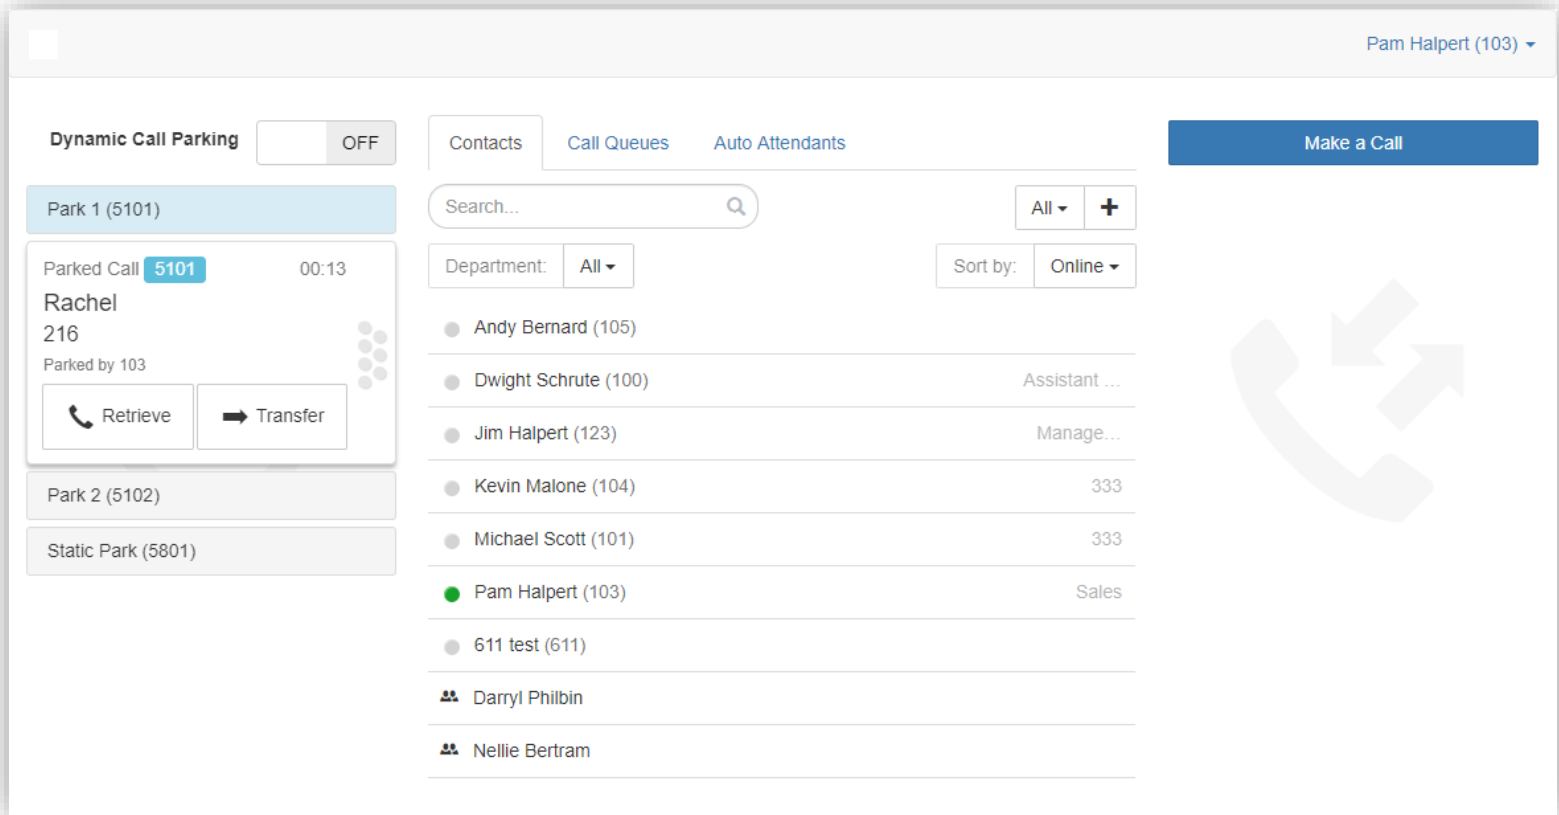 Pam Halpert (103)
Dynamic Call Parking OFF
Park 1 (5101)
Parked Call 5101 00:13
Rachel
216
Parked by 103
Retrieve Transfer
Park 2 (5102)
Static Park (5801)
Contacts Call Queues Auto Attendants
Search... All +
Department: All Sort by: Online
Andy Bernard (105)
Dwight Schrute (100) Assistant ...
Jim Halpert (123) Manage...
Kevin Malone (104) 333
Michael Scott (101) 333
Pam Halpert (103) Sales
611 test (611)
Darryl Philbin
Nellie Bertram
Make a Call